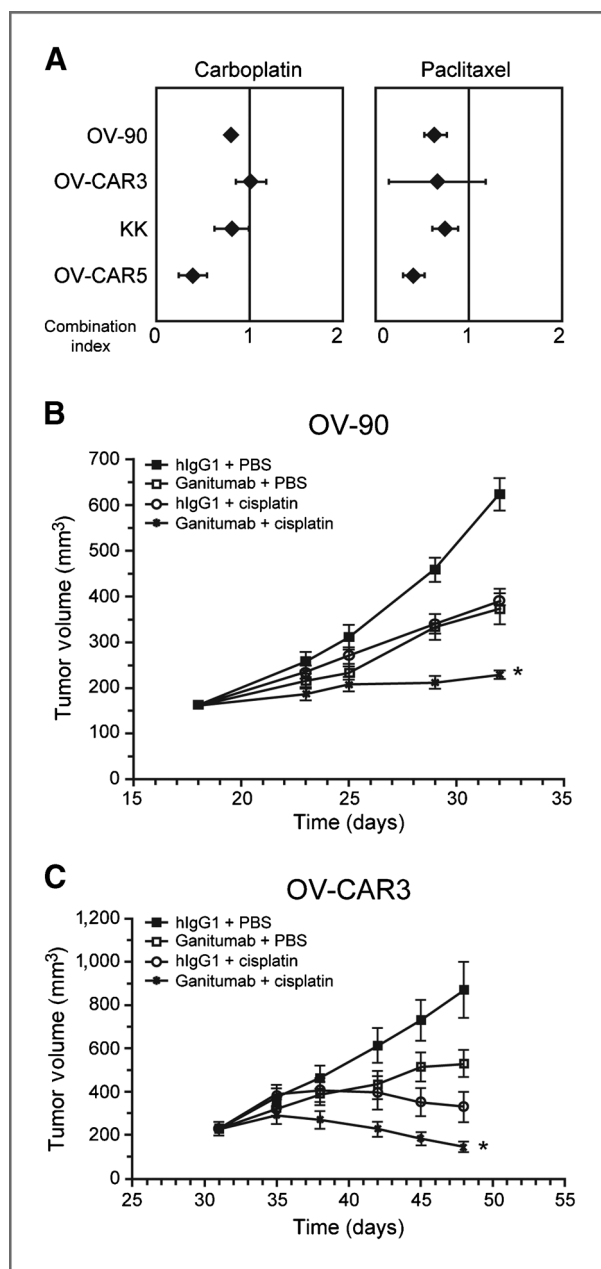 A
Carboplatin Paclitaxel
OV-90
OV-CAR3
KK
OV-CAR5
Combination
index
0 1 2 0 1 2
B
OV-90
hIgG1 + PBS
Ganitumab + PBS
hIgG1 + cisplatin
Ganitumab + cisplatin
Tumor volume (mm³)
700
600
500
400
300
200
100
0
*
15 20 25 30 35
Time (days)
C
OV-CAR3
hIgG1 + PBS
Ganitumab + PBS
hIgG1 + cisplatin
Ganitumab + cisplatin
Tumor volume (mm³)
1,200
1,000
800
600
400
200
0
*
25 30 35 40 45 50 55
Time (days)